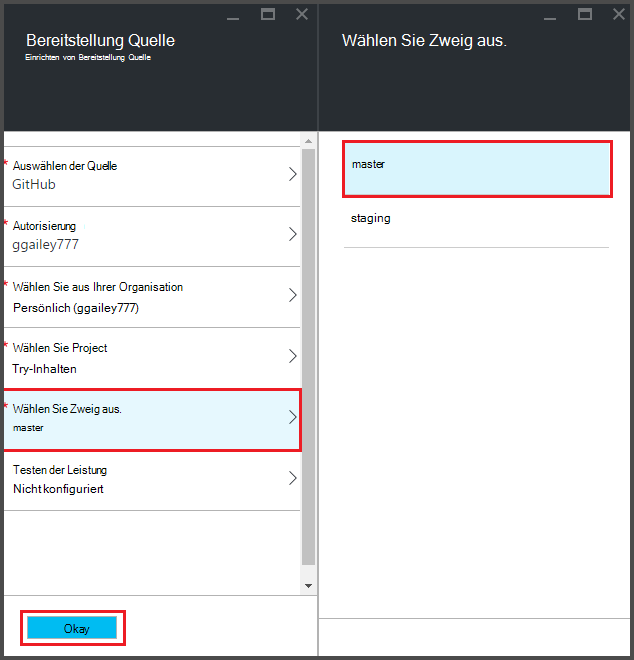 Bereitstellung Quelle
Einrichten von Bereitstellung Quelle
* Auswählen der Quelle
GitHub
* Autorisierung
ggailey777
* Wählen Sie aus Ihrer Organisation
Persönlich (ggailey777)
* Wählen Sie Project
Try-Inhalten
* Wählen Sie Zweig aus.
master
Testen der Leistung
Nicht konfiguriert
Okay
Wählen Sie Zweig aus.
master
staging